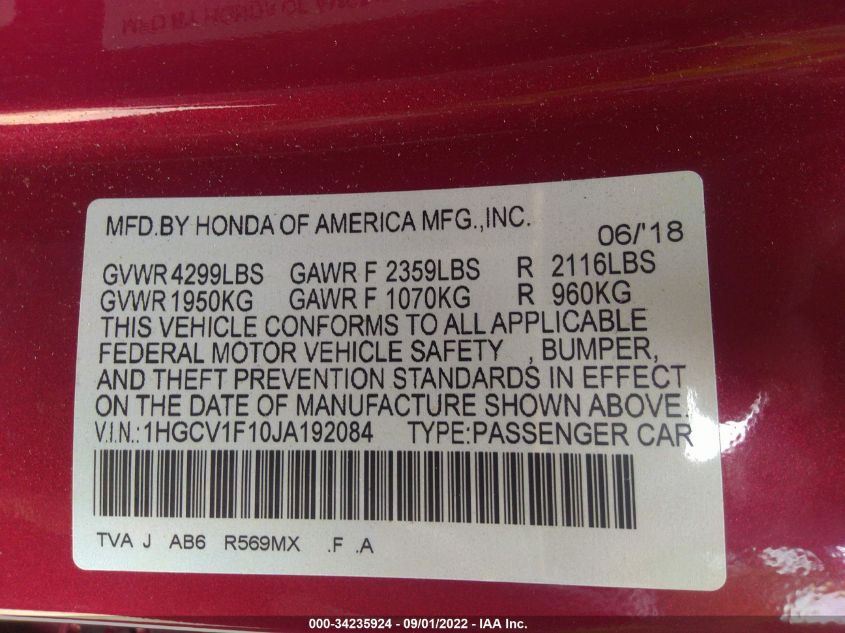 MFD.BY HONDA OF AMERICA MFG.,INC. 06/'18
GVWR 4299LBS GAWR F 2359LBS R 2116LBS
GVWR 1950KG GAWR F 1070KG R 960KG
THIS VEHICLE CONFORMS TO ALL APPLICABLE
FEDERAL MOTOR VEHICLE SAFETY , BUMPER,
AND THEFT PREVENTION STANDARDS IN EFFECT
ON THE DATE OF MANUFACTURE SHOWN ABOVE.
V.I.N.:1HGCV1F10JA192084 TYPE:PASSENGER CAR
TVA J AB6 R569MX .F .A
000-34235924 - 09/01/2022 - IAA Inc.